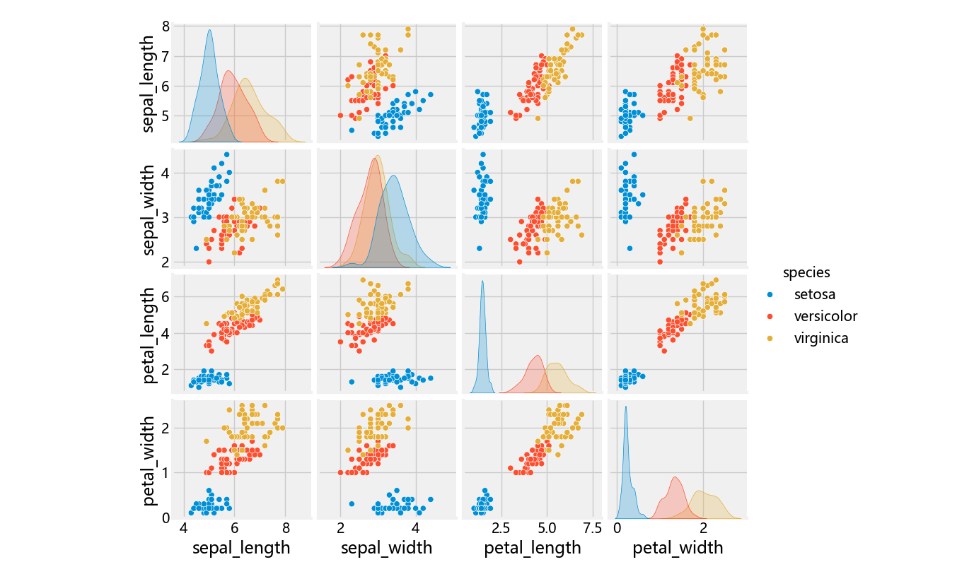 sepal_length
8
7
6
5
sepal_width
4
3
2
petal_length
6
4
2
petal_width
2
1
0
4 6 8
2 4
2.5 5.0 7.5
0 2
sepal_length sepal_width petal_length petal_width
species
setosa
versicolor
virginica